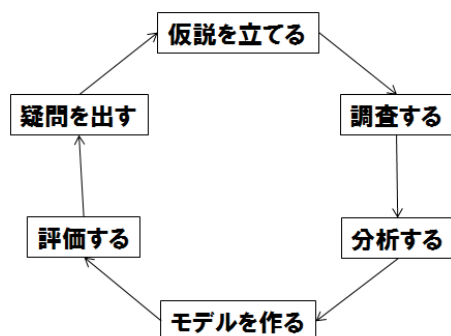 仮説を立てる
調査する
分析する
モデルを作る
評価する
疑問を出す